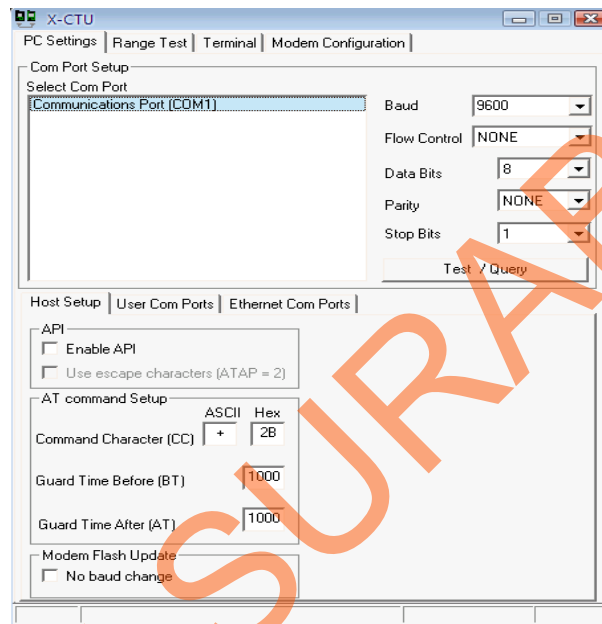 X-CTU
PC Settings Range Test Terminal Modem Configuration
Com Port Setup
Select Com Port
Communications Port (COM1)
Baud 9600
Flow Control NONE
Data Bits 8
Parity NONE
Stop Bits 1
Test / Query
Host Setup User Com Ports Ethernet Com Ports
API
Enable API
Use escape characters (ATAP = 2)
AT command Setup
ASCII Hex
Command Character (CC) + 2B
Guard Time Before (BT) 1000
Guard Time After (AT) 1000
Modem Flash Update
No baud change
SURAP